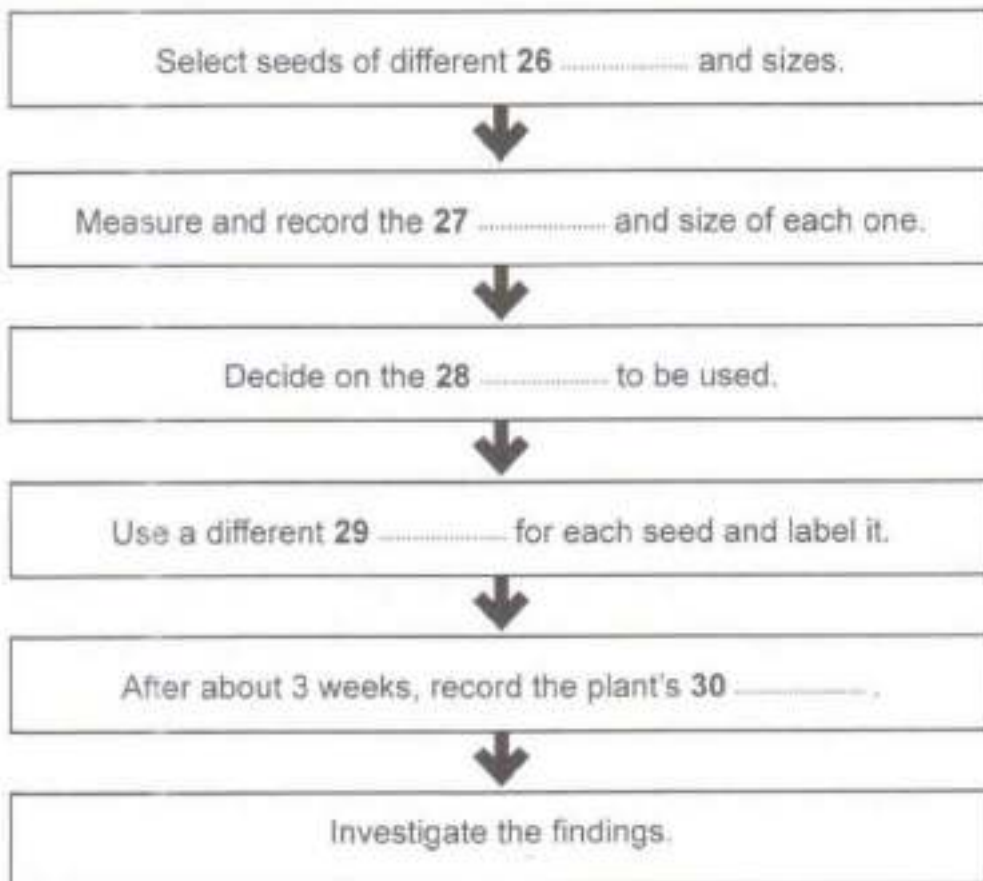 Select seeds of different 26 .................... and sizes.
Measure and record the 27 .................... and size of each one.
Decide on the 28 .................... to be used.
Use a different 29 .................... for each seed and label it.
After about 3 weeks, record the plant's 30 .................... .
Investigate the findings.